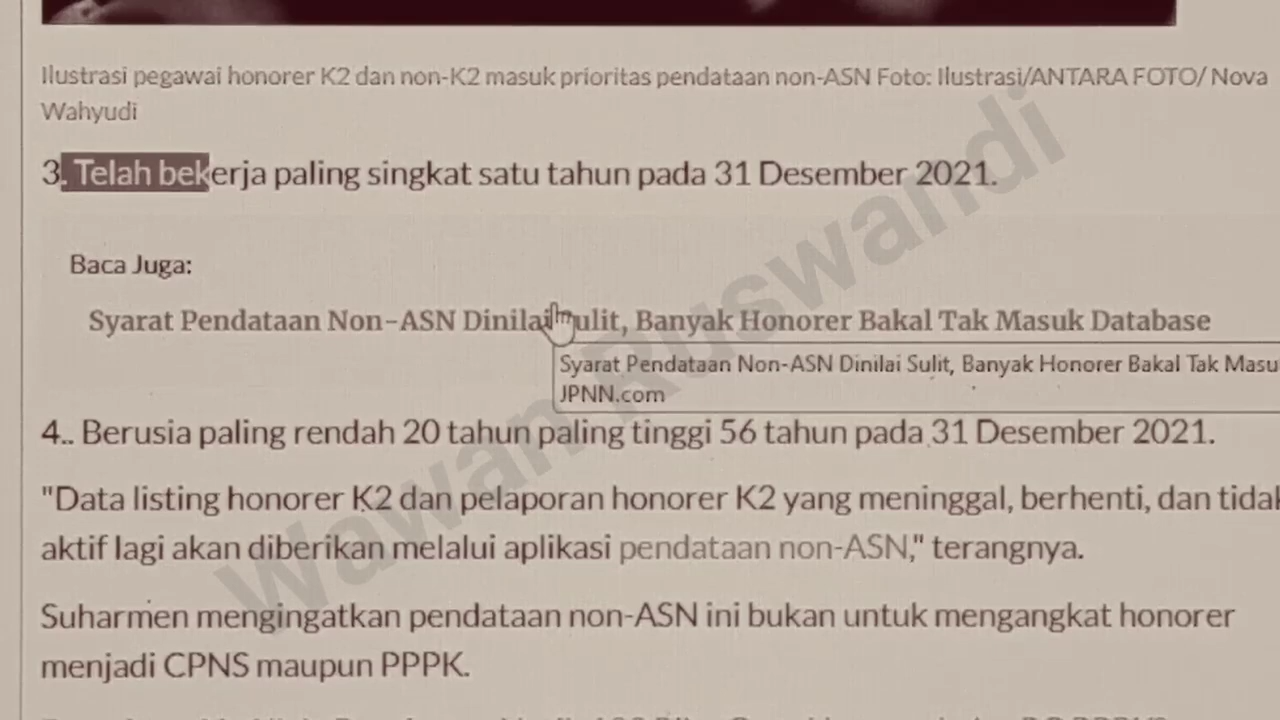 Ilustrasi pegawai honorer K2 dan non-K2 masuk prioritas pendataan non-ASN Foto: Ilustrasi/ANTARA FOTO/ Nova
Wahyudi
3. Telah bekerja paling singkat satu tahun pada 31 Desember 2021.
Baca Juga:
Syarat Pendataan Non-ASN Dinilai Sulit, Banyak Honorer Bakal Tak Masuk Database
Syarat Pendataan Non-ASN Dinilai Sulit, Banyak Honorer Bakal Tak Masu
JPNN.com
4.. Berusia paling rendah 20 tahun paling tinggi 56 tahun pada 31 Desember 2021.
"Data listing honorer K2 dan pelaporan honorer K2 yang meninggal, berhenti, dan tidak
aktif lagi akan diberikan melalui aplikasi pendataan non-ASN," terangnya.
Suharmen mengingatkan pendataan non-ASN ini bukan untuk mengangkat honorer
menjadi CPNS maupun PPPK.
Wawan Ruswandi